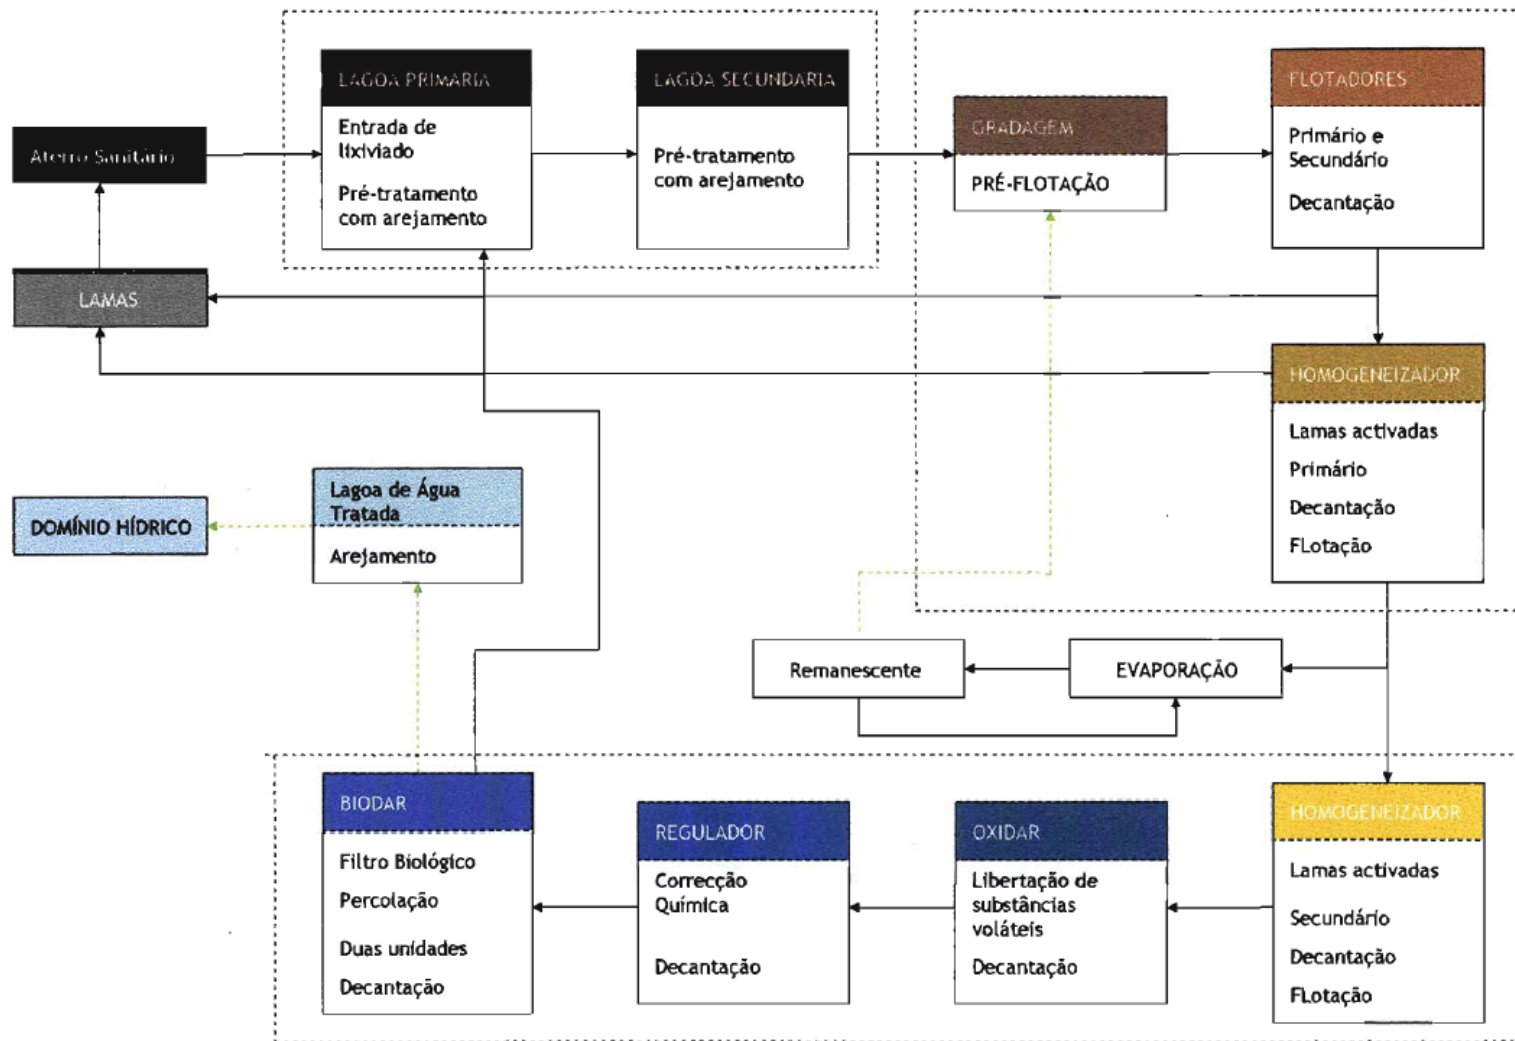 LAGOA PRIMARIA
Entrada de
lixiviado
Pré-tratamento
com arejamento
LAGOA SECUNDARIA
Pré-tratamento
com arejamento
GRADAGEM
PRÉ-FLOTAÇÃO
FLOTADORES
Primário e
Secundário
Decantação
Aterro Sanitário
LAMAS
HOMOGENEIZADOR
Lamas activadas
Primário
Decantação
FLotação
Lagoa de Água
Tratada
Arejamento
DOMÍNIO HÍDRICO
Remanescente
EVAPORAÇÃO
BIODAR
Filtro Biológico
Percolação
Duas unidades
Decantação
REGULADOR
Correcção
Química
Decantação
OXIDAR
Libertação de
substâncias
voláteis
Decantação
HOMOGENEIZADOR
Lamas activadas
Secundário
Decantação
FLotação